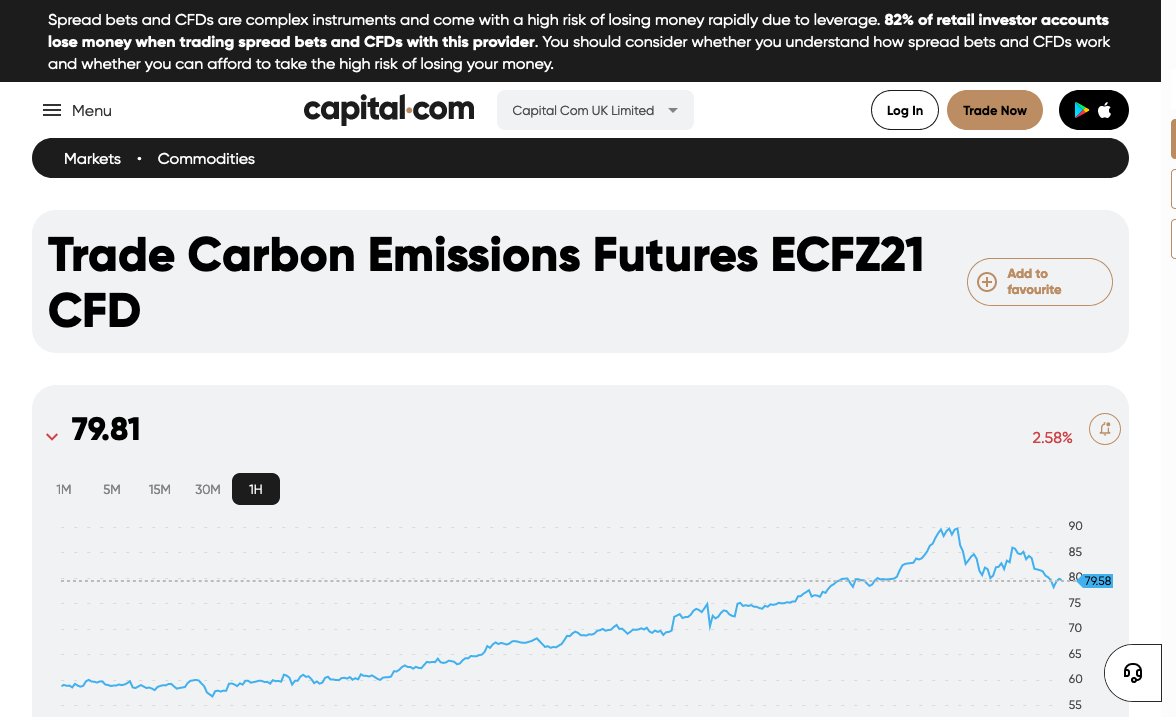 Spread bets and CFDs are complex instruments and come with a high risk of losing money rapidly due to leverage. 82% of retail investor accounts
lose money when trading spread bets and CFDs with this provider. You should consider whether you understand how spread bets and CFDs work
and whether you can afford to take the high risk of losing your money.
Menu
capital.com
Capital Com UK Limited
Log In
Trade Now
Markets • Commodities
Trade Carbon Emissions Futures ECFZ21
CFD
Add to
favourite
79.81
2.58%
1M 5M 15M 30M 1H
90
85
80
79.58
75
70
65
60
55